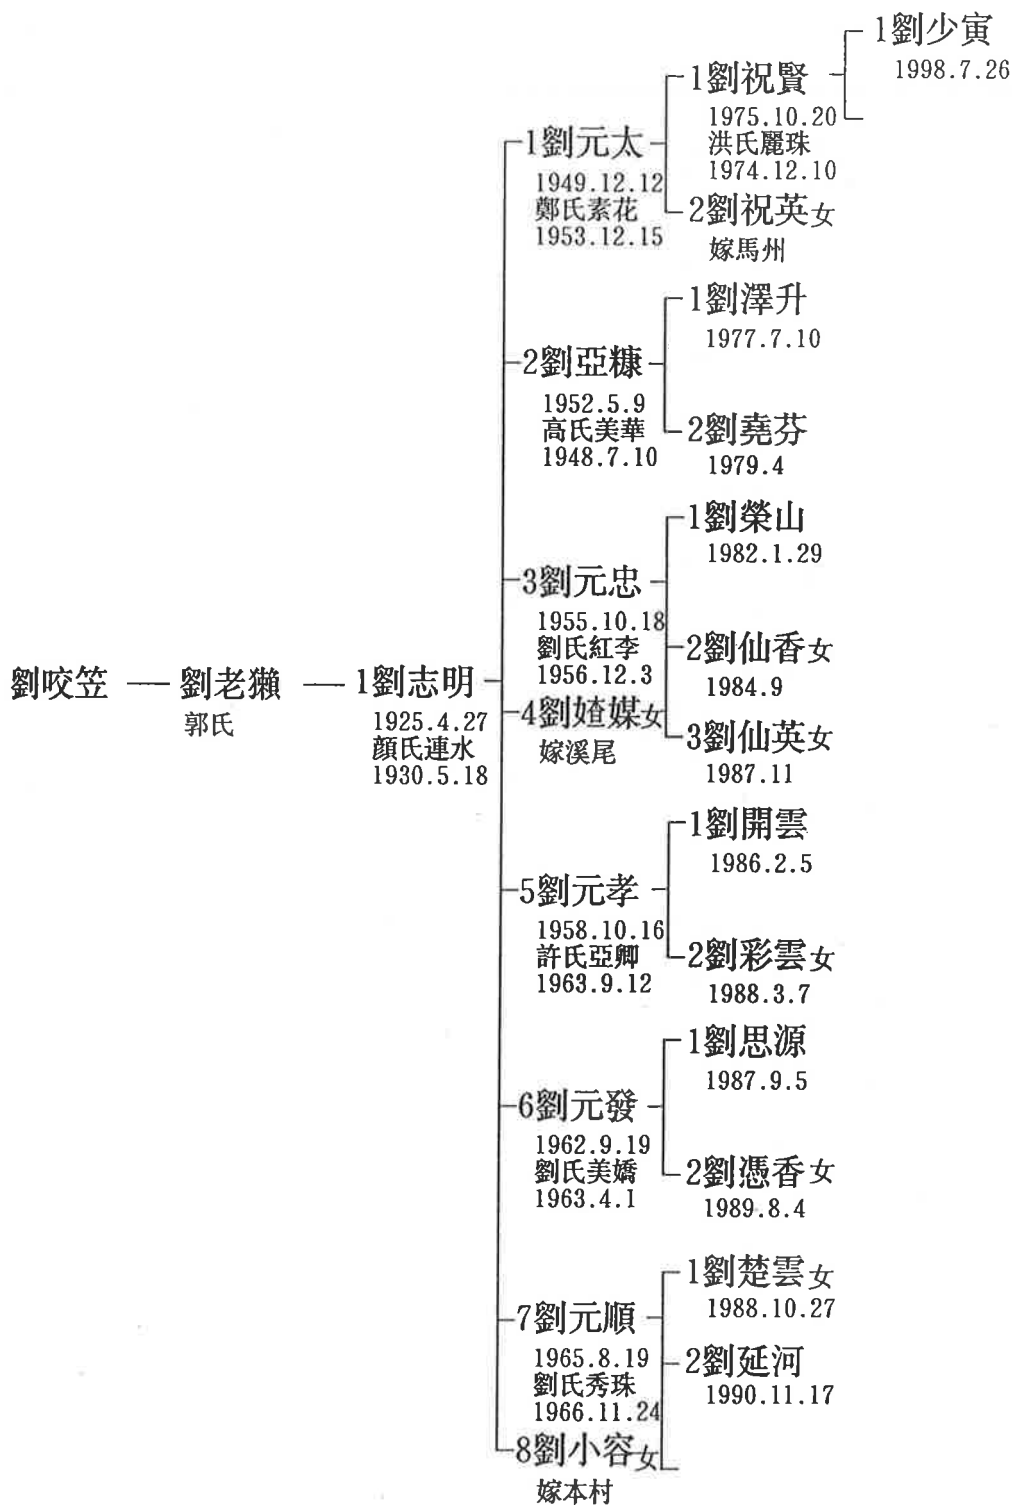 劉咬笠
劉老獺
郭氏
1劉志明
1925.4.27
顏氏連水
1930.5.18
1劉元太
1949.12.12
鄭氏素花
1953.12.15
1劉祝賢
1975.10.20
洪氏麗珠
1974.12.10
1劉少寅
1998.7.26
2劉祝英女
嫁馬州
2劉亞糠
1952.5.9
高氏美華
1948.7.10
1劉澤升
1977.7.10
2劉堯芬
1979.4
3劉元忠
1955.10.18
劉氏紅李
1956.12.3
1劉榮山
1982.1.29
2劉仙香女
1984.9
3劉仙英女
1987.11
4劉媎媒女
嫁溪尾
5劉元孝
1958.10.16
許氏亞卿
1963.9.12
1劉開雲
1986.2.5
2劉彩雲女
1988.3.7
6劉元發
1962.9.19
劉氏美嬌
1963.4.1
1劉思源
1987.9.5
2劉憑香女
1989.8.4
7劉元順
1965.8.19
劉氏秀珠
1966.11.24
1劉楚雲女
1988.10.27
2劉延河
1990.11.17
8劉小容女
嫁本村